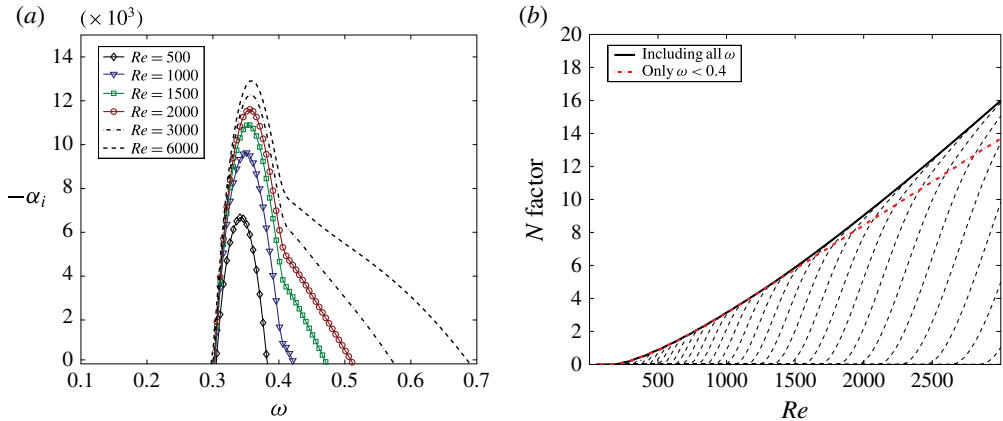 (a)
(× 10³)
14
12
10
8
6
4
2
0
−αᵢ
Re = 500
Re = 1000
Re = 1500
Re = 2000
Re = 3000
Re = 6000
0.1 0.2 0.3 0.4 0.5 0.6 0.7
ω
(b)
20
18
16
14
12
10
8
6
4
2
0
N factor
Including all ω
Only ω < 0.4
500 1000 1500 2000 2500
Re